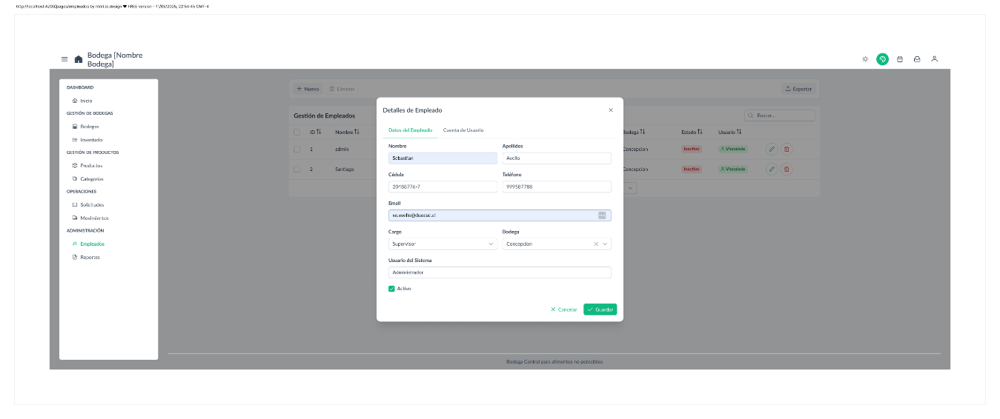 http://localhost:4200/pages/empleados by html.to.design ❤ FREE version - 11/05/2025, 22:54:45 GMT-4
Bodega [Nombre
Bodega]
DASHBOARD
Inicio
GESTIÓN DE BODEGAS
Bodegas
Inventario
GESTIÓN DE PRODUCTOS
Productos
Categorías
OPERACIONES
Solicitudes
Movimientos
ADMINISTRACIÓN
Empleados
Reportes
Nuevo Eliminar Exportar
Gestión de Empleados Buscar...
ID Nombre Bodega Estado Usuario
1 admin Concepcion Inactivo Vinculado
2 Santiago Concepcion Inactivo Vinculado
Detalles de Empleado
Datos del Empleado Cuenta de Usuario
Nombre Apellidos
Sebastian Avello
Cédula Teléfono
20488776-7 999587788
Email
se.avello@duocuc.cl
Cargo Bodega
Supervisor Concepcion
Usuario del Sistema
Administrador
Activo
Cancelar Guardar
Bodega Central para alimentos no perecibles